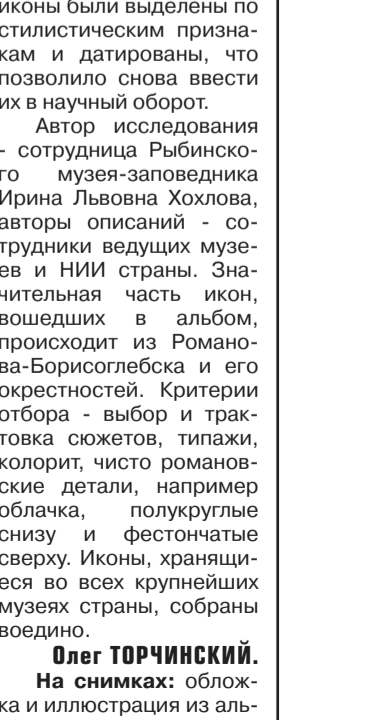 иконы были выделены по
стилистическим призна-
кам и датированы, что
позволило снова ввести
их в научный оборот.
Автор исследования
- сотрудница Рыбинско-
го музея-заповедника
Ирина Львовна Хохлова,
авторы описаний - со-
трудники ведущих музе-
ев и НИИ страны. Зна-
чительная часть икон,
вошедших в альбом,
происходит из Романо-
ва-Борисоглебска и его
окрестностей. Критерии
отбора - выбор и трак-
товка сюжетов, типажи,
колорит, чисто романов-
ские детали, например
облачка, полукруглые
снизу и фестончатые
сверху. Иконы, храня­щи-
еся во всех крупнейших
музеях страны, собраны
воедино.
Олег ТОРЧИНСКИЙ.
На снимках: облож-
ка и иллюстрация из аль-